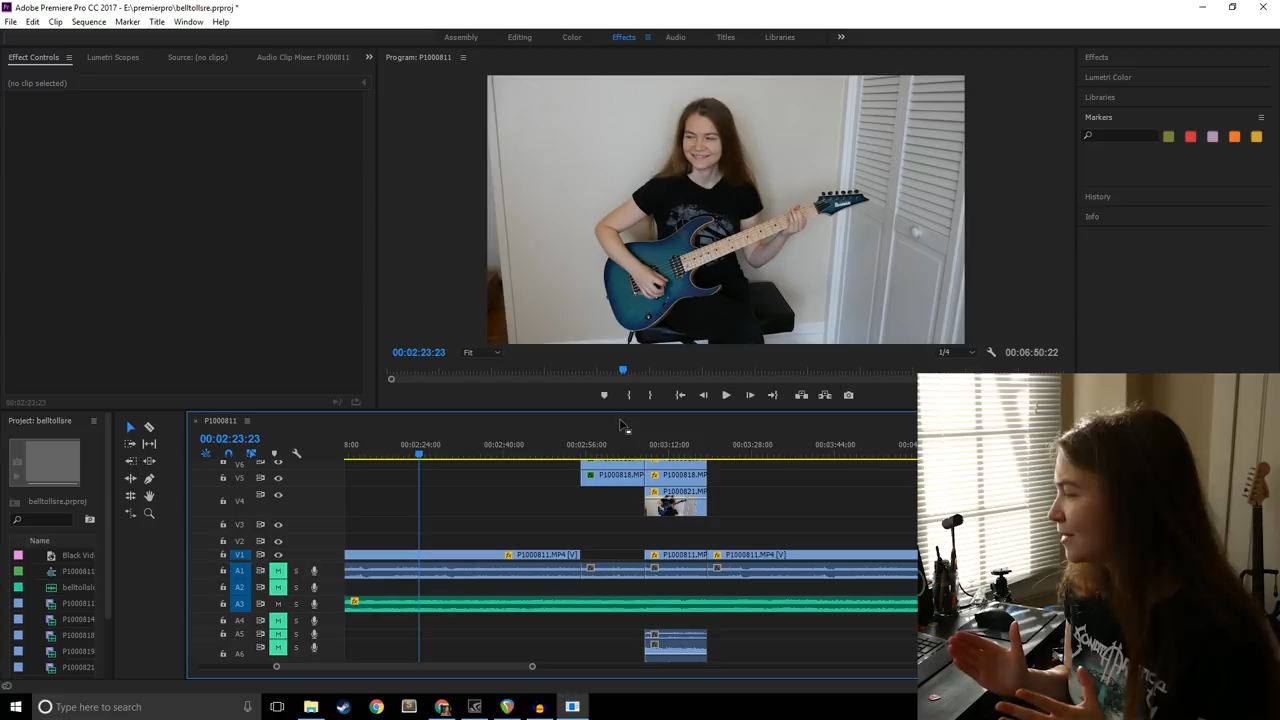 Adobe Premiere Pro CC 2017 - E:\premierpro\belltollsre.prproj *
File Edit Clip Sequence Marker Title Window Help
Assembly Editing Color Effects Audio Titles Libraries
Effect Controls Lumetri Scopes Source: (no clips) Audio Clip Mixer: P1000811
Program: P1000811
Effects
(no clip selected)
Lumetri Color
Libraries
Markers
History
Info
00:02:23:23 Fit 1/4 00:06:50:22
00:02:23:23
Project: belltollsre
P1000811
00:02:23:23
8:00 00:02:24:00 00:02:40:00 00:02:56:00 00:03:12:00 00:03:28:00 00:03:44:00
V6
V5 P1000818.MP P1000818.MP
P1000821.MP
V4
belltollsre.prproj
V3
V2
Name
V1 P1000811.MP4 [V] P1000811.MP P1000811.MP4 [V]
Black Vid
A1 M S
P1000811
A2 M S
belltollsk
A3 M S
P1000811
A4 M S
P1000814
A5 M S
P1000818
A6 M S
P1000819
P1000821
Type here to search